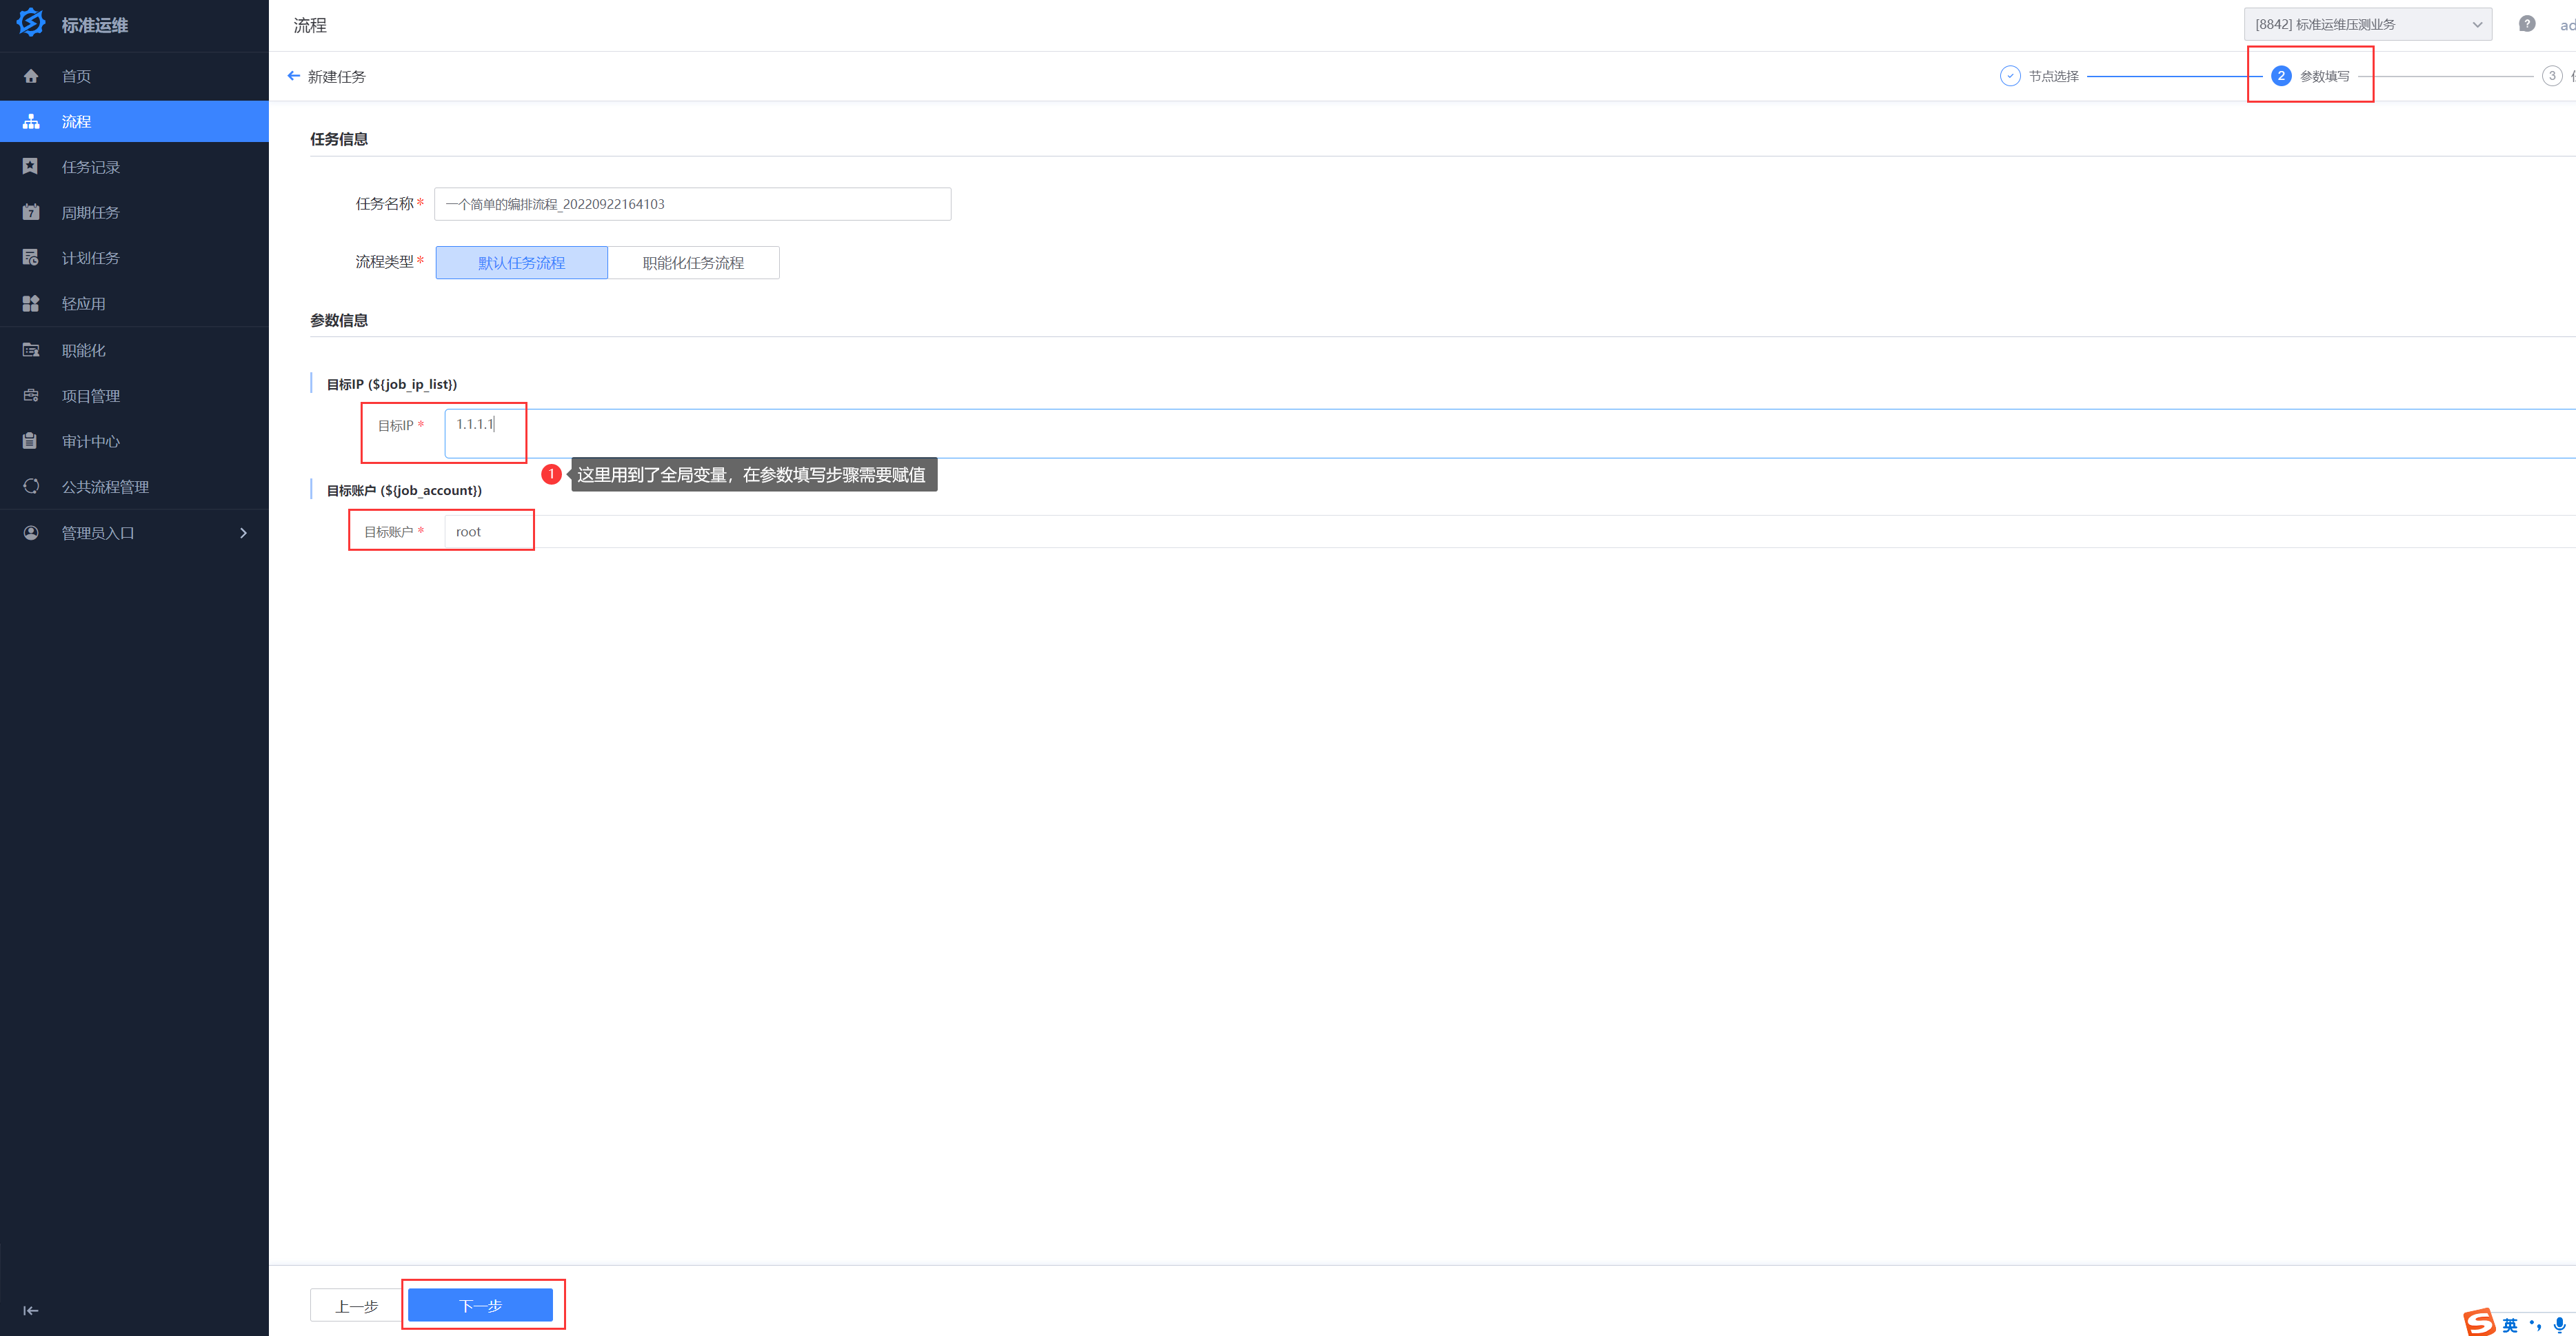 标准运维
流程
[8842] 标准运维压测业务
?
ad
首页
流程
任务记录
7 周期任务
计划任务
轻应用
职能化
项目管理
审计中心
公共流程管理
管理员入口
新建任务
节点选择
2 参数填写
3
任务信息
任务名称*
一个简单的编排流程_20220922164103
流程类型*
默认任务流程
职能化任务流程
参数信息
目标IP (${job_ip_list})
目标IP *
1.1.1.1
1 这里用到了全局变量，在参数填写步骤需要赋值
目标账户 (${job_account})
目标账户 *
root
上一步
下一步
S 英